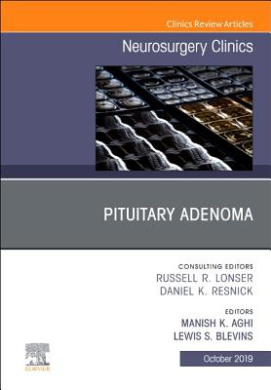 Clinics Review Articles
Neurosurgery Clinics
PITUITARY ADENOMA
CONSULTING EDITORS
RUSSELL R. LONSER
DANIEL K. RESNICK
EDITORS
MANISH K. AGHI
LEWIS S. BLEVINS
ELSEVIER
October 2019